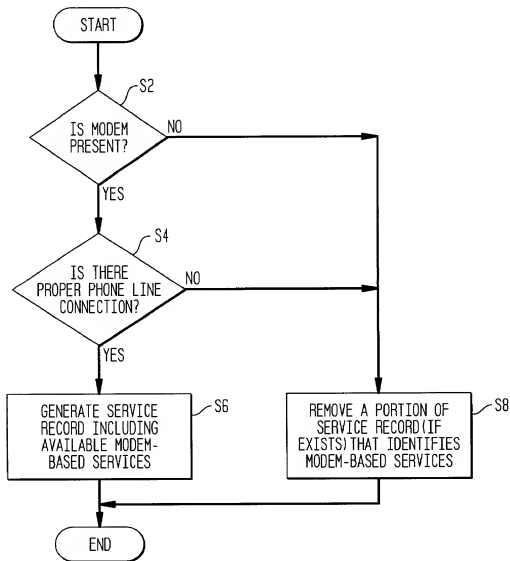 START
S2
IS MODEM
PRESENT?
NO
YES
S4
IS THERE
PROPER PHONE LINE
CONNECTION?
NO
YES
GENERATE SERVICE
RECORD INCLUDING
AVAILABLE MODEM-
BASED SERVICES
S6
REMOVE A PORTION OF
SERVICE RECORD(IF
EXISTS)THAT IDENTIFIES
MODEM-BASED SERVICES
S8
END